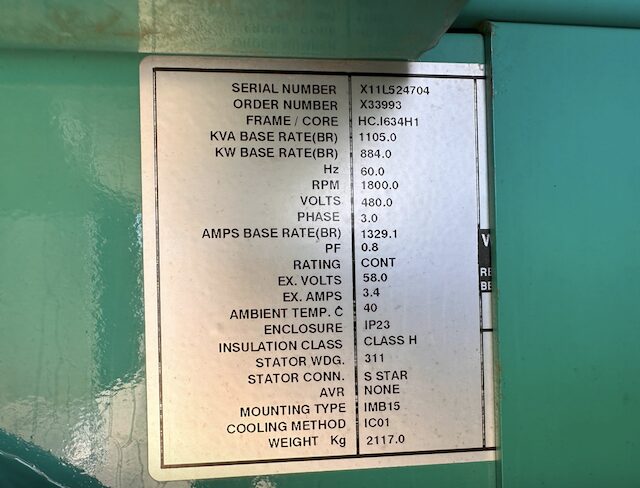 SERIAL NUMBER X11L524704
ORDER NUMBER X33993
FRAME / CORE HC.I634H1
KVA BASE RATE(BR) 1105.0
KW BASE RATE(BR) 884.0
Hz 60.0
RPM 1800.0
VOLTS 480.0
PHASE 3.0
AMPS BASE RATE(BR) 1329.1
PF 0.8
RATING CONT
EX. VOLTS 58.0
EX. AMPS 3.4
AMBIENT TEMP. C 40
ENCLOSURE IP23
INSULATION CLASS CLASS H
STATOR WDG. 311
STATOR CONN. S STAR
AVR NONE
MOUNTING TYPE IMB15
COOLING METHOD IC01
WEIGHT Kg 2117.0